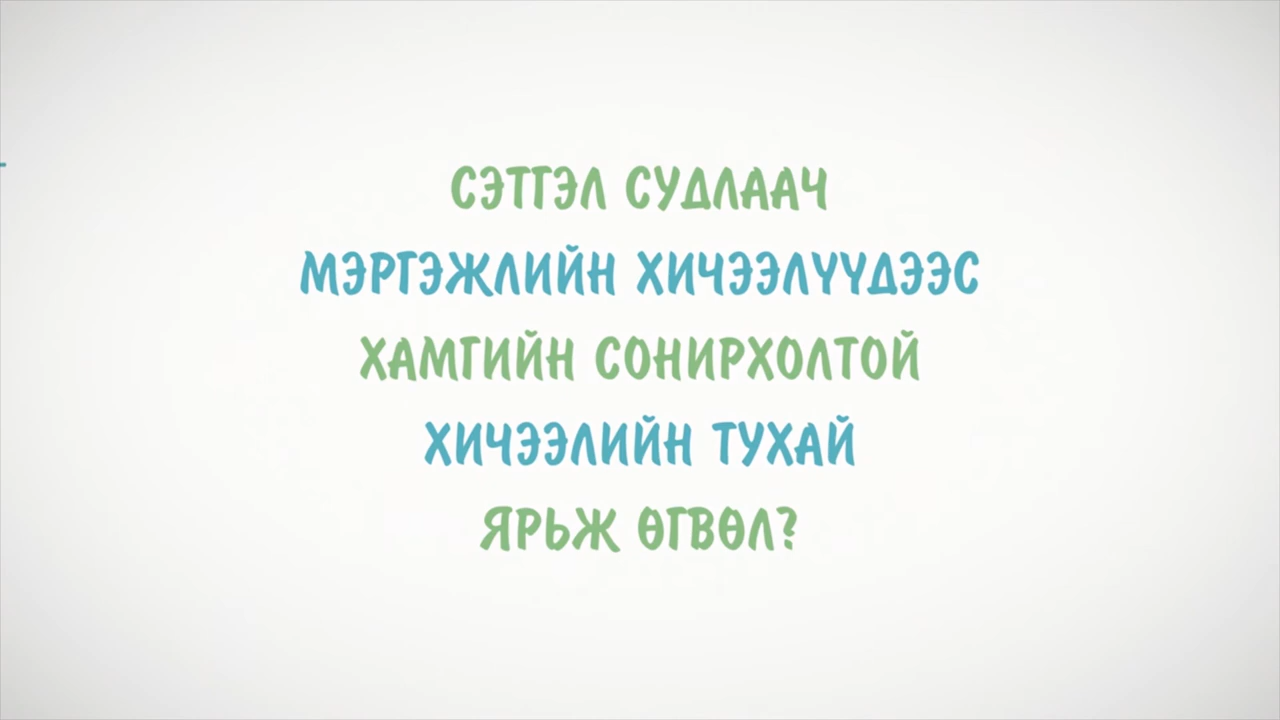 СЭТГЭЛ СУДЛААЧ
МЭРГЭЖЛИЙН ХИЧЭЭЛҮҮДЭЭС
ХАМГИЙН СОНИРХОЛТОЙ
ХИЧЭЭЛИЙН ТУХАЙ
ЯРЬЖ ӨГВӨЛ?